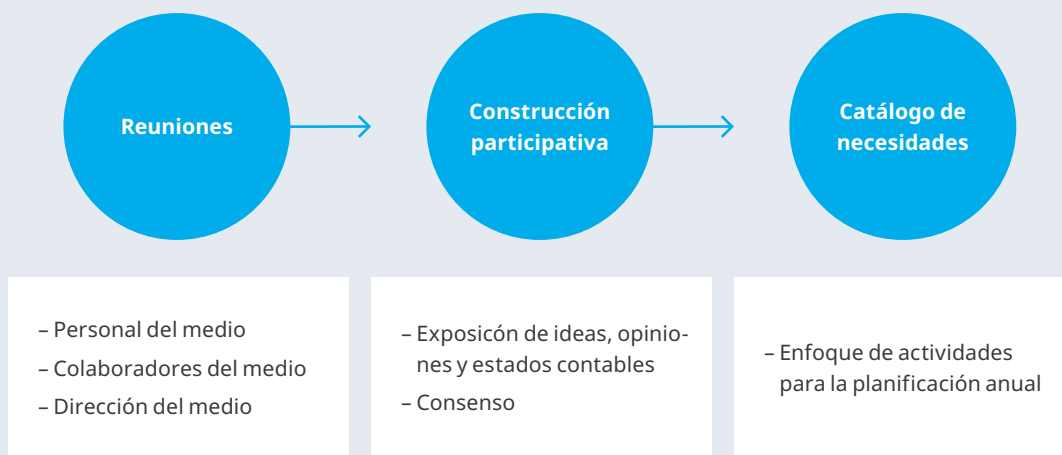 Reuniones
Construcción
participativa
Catálogo de
necesidades
– Personal del medio
– Colaboradores del medio
– Dirección del medio
– Exposicón de ideas, opinio-
nes y estados contables
– Consenso
– Enfoque de actividades
para la planificación anual